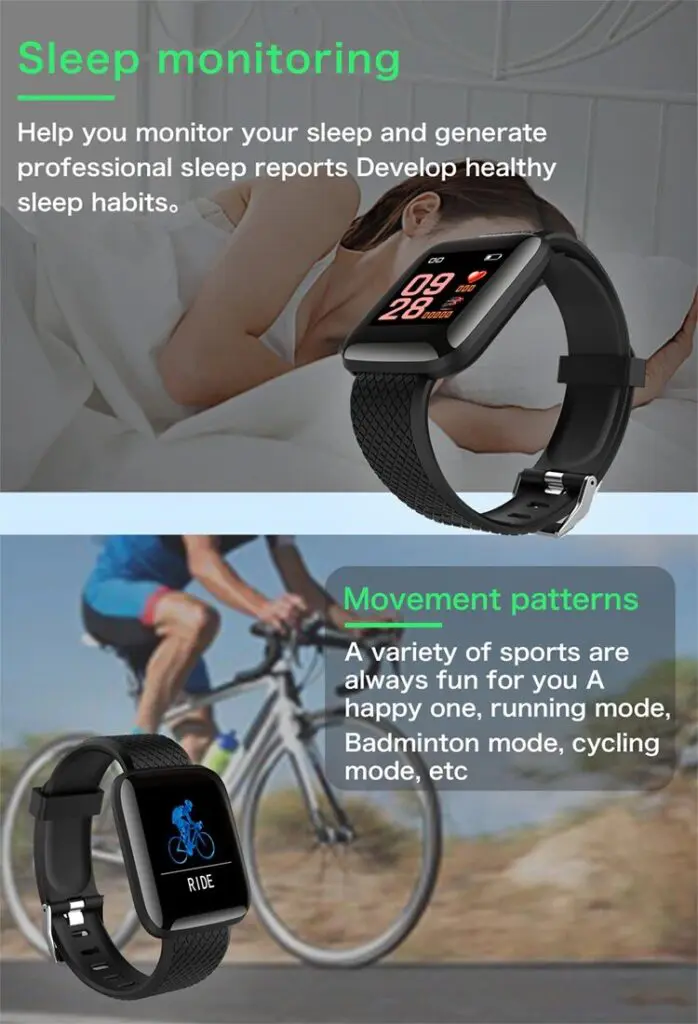 Sleep monitoring
Help you monitor your sleep and generate
professional sleep reports Develop healthy
sleep habits。
09
28
Movement patterns
A variety of sports are
always fun for you A
happy one, running mode,
Badminton mode, cycling
mode, etc
RIDE